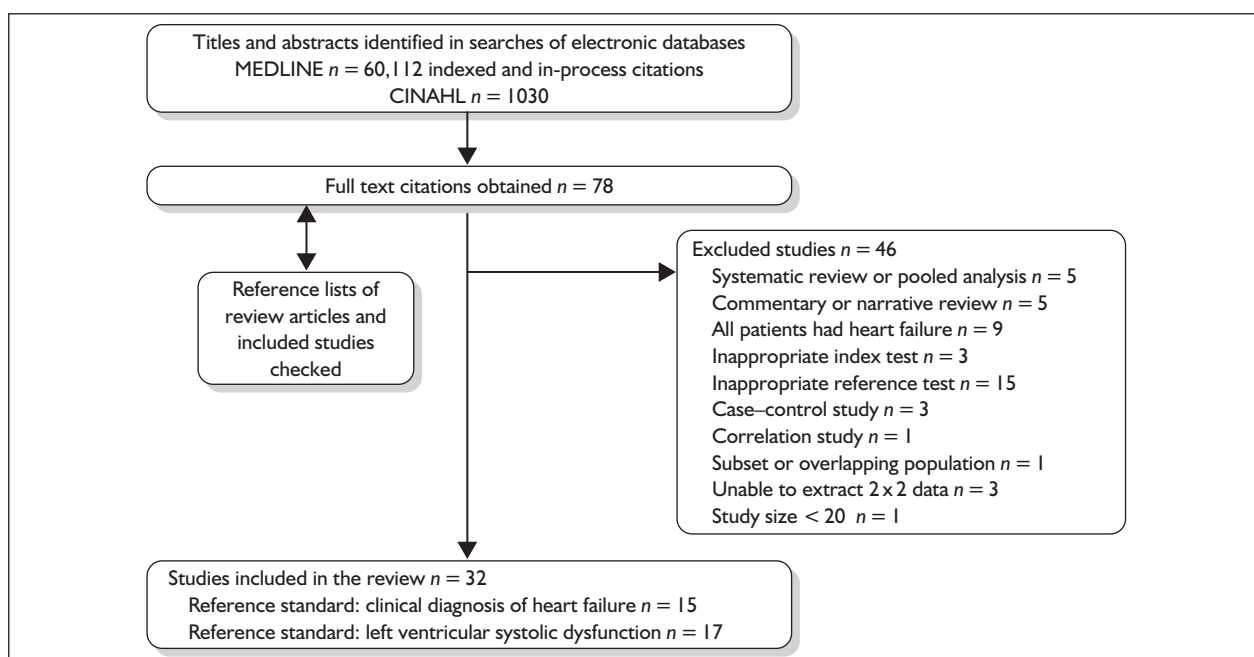 Titles and abstracts identified in searches of electronic databases
MEDLINE n = 60,112 indexed and in-process citations
CINAHL n = 1030
Full text citations obtained n = 78
Reference lists of
review articles and
included studies
checked
Excluded studies n = 46
Systematic review or pooled analysis n = 5
Commentary or narrative review n = 5
All patients had heart failure n = 9
Inappropriate index test n = 3
Inappropriate reference test n = 15
Case–control study n = 3
Correlation study n = 1
Subset or overlapping population n = 1
Unable to extract 2 x 2 data n = 3
Study size < 20 n = 1
Studies included in the review n = 32
Reference standard: clinical diagnosis of heart failure n = 15
Reference standard: left ventricular systolic dysfunction n = 17